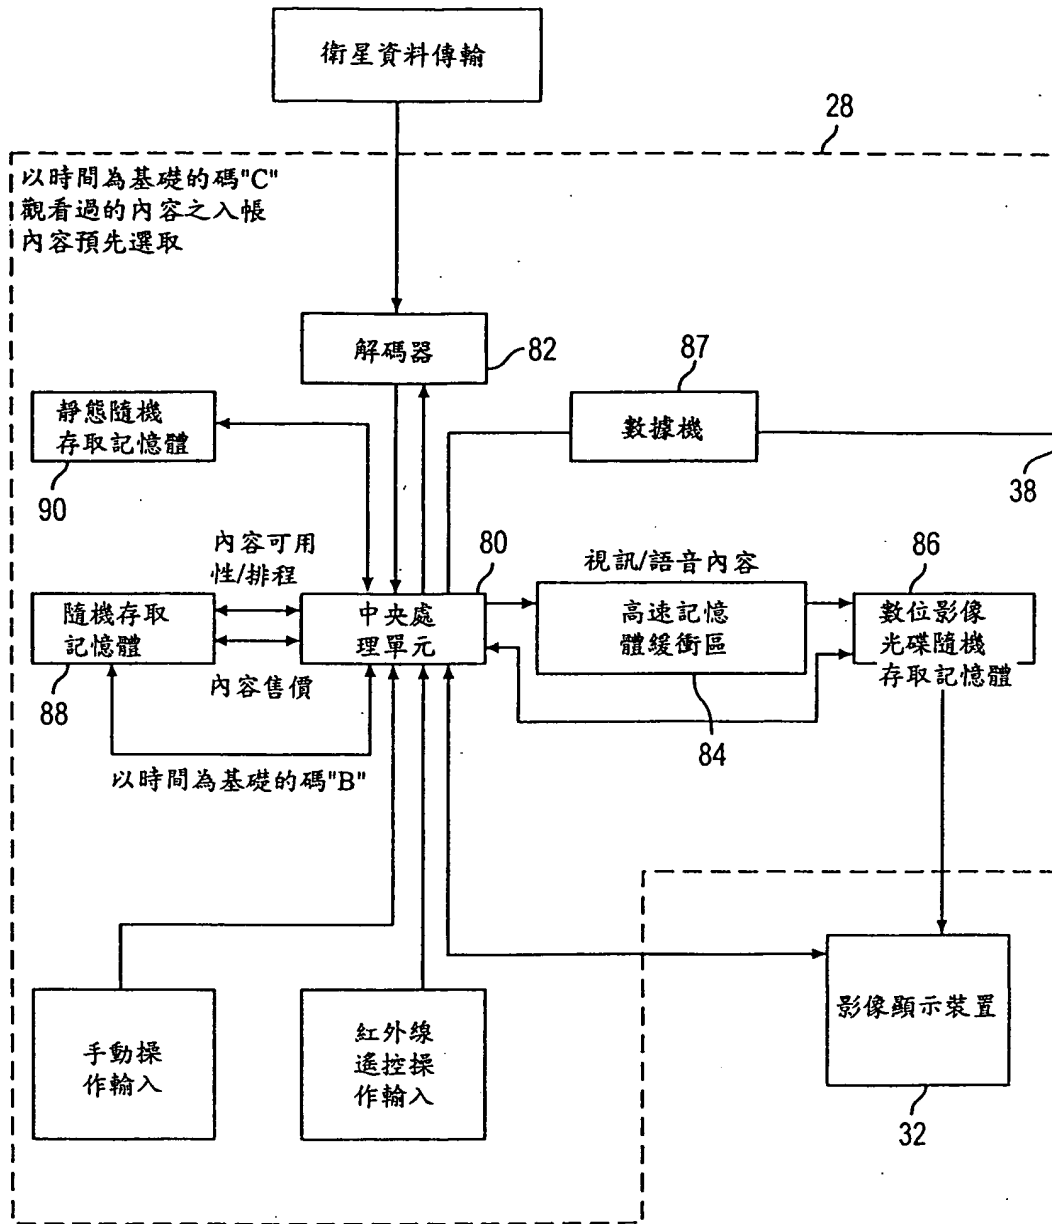 衛星資料傳輸
28
以時間為基礎的碼"C"
觀看過的內容之入帳
內容預先選取
解碼器
82
87
數據機
38
靜態隨機
存取記憶體
90
內容可用
性/排程
80
視訊/語音內容
86
隨機存取
記憶體
88
中央處
理單元
高速記憶
體緩衝區
84
數位影像
光碟隨機
存取記憶體
內容售價
以時間為基礎的碼"B"
手動操
作輸入
紅外線
遙控操
作輸入
影像顯示裝置
32